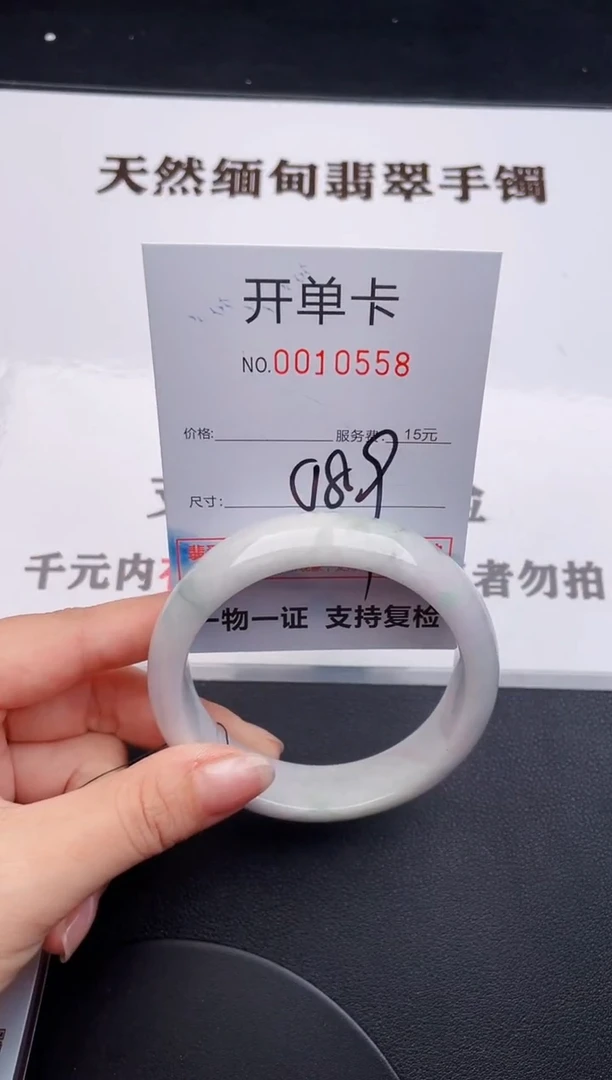 天然缅甸翡翠手镯
开单卡
NO.0010558
价格: 服务费: 15元
尺寸:
千元内
者勿拍
一物一证 支持复检